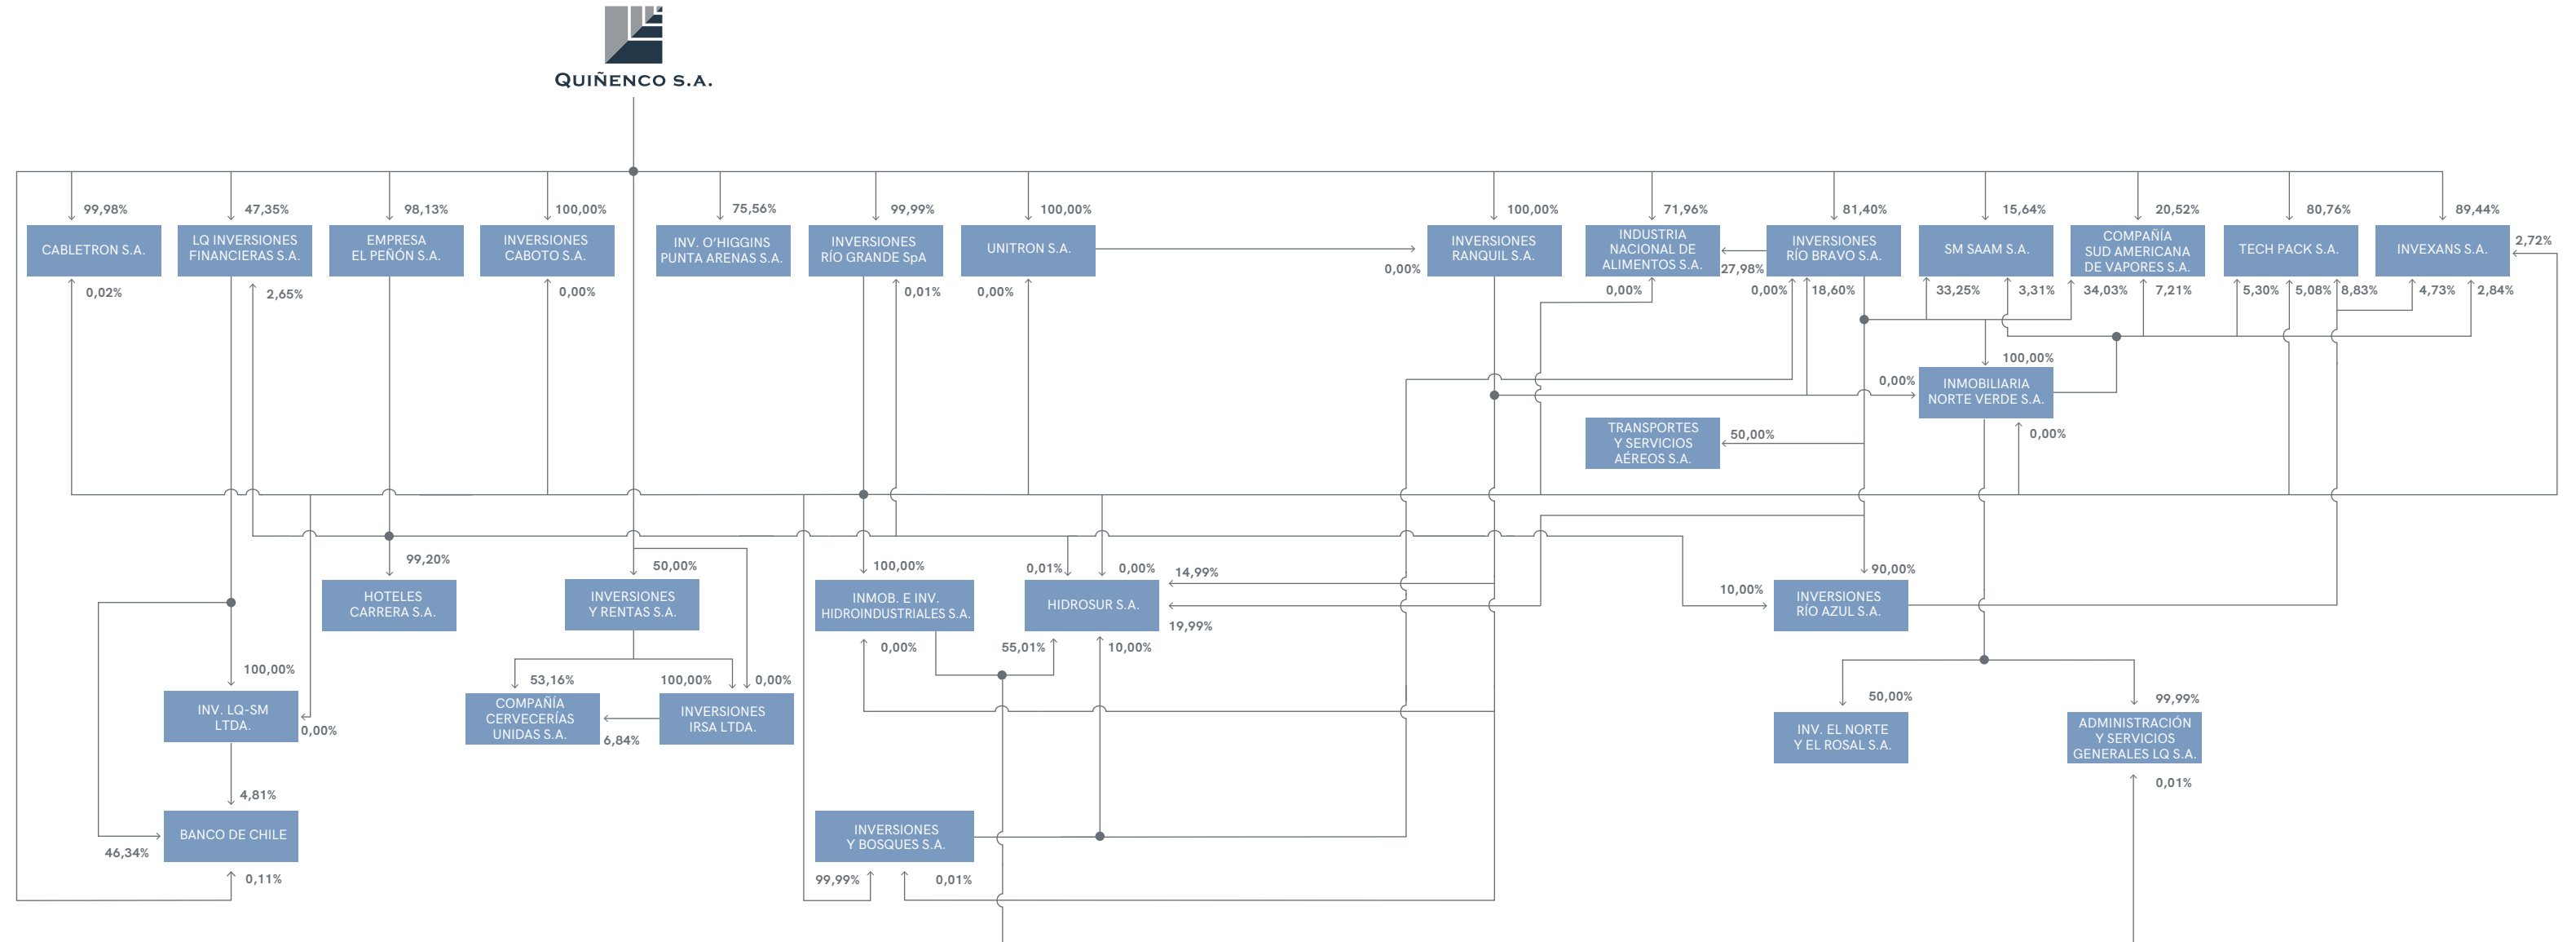 QUIÑENCO S.A.
99,98%
47,35%
98,13%
100,00%
75,56%
99,99%
100,00%
100,00%
71,96%
81,40%
15,64%
20,52%
80,76%
89,44%
CABLETRON S.A.
LQ INVERSIONES
FINANCIERAS S.A.
EMPRESA
EL PEÑÓN S.A.
INVERSIONES
CABOTO S.A.
INV. O'HIGGINS
PUNTA ARENAS S.A.
INVERSIONES
RÍO GRANDE SpA
UNITRON S.A.
INVERSIONES
RANQUIL S.A.
INDUSTRIA
NACIONAL DE
ALIMENTOS S.A.
INVERSIONES
RÍO BRAVO S.A.
SM SAAM S.A.
COMPAÑÍA
SUD AMERICANA
DE VAPORES S.A.
TECH PACK S.A.
INVEXANS S.A.
2,72%
0,00%
27,98%
0,02%
2,65%
0,00%
0,01%
0,00%
0,00%
0,00%
18,60%
33,25%
3,31%
34,03%
7,21%
5,30%
5,08%
8,83%
4,73%
2,84%
100,00%
0,00%
INMOBILIARIA
NORTE VERDE S.A.
TRANSPORTES
Y SERVICIOS
AÉREOS S.A.
50,00%
0,00%
99,20%
50,00%
100,00%
0,01%
0,00%
14,99%
90,00%
10,00%
HOTELES
CARRERA S.A.
INVERSIONES
Y RENTAS S.A.
INMOB. E INV.
HIDROINDUSTRIALES S.A.
HIDROSUR S.A.
INVERSIONES
RÍO AZUL S.A.
19,99%
0,00%
55,01%
10,00%
100,00%
53,16%
100,00%
0,00%
50,00%
99,99%
INV. LQ-SM
LTDA.
0,00%
COMPAÑÍA
CERVECERÍAS
UNIDAS S.A.
6,84%
INVERSIONES
IRSA LTDA.
INV. EL NORTE
Y EL ROSAL S.A.
ADMINISTRACIÓN
Y SERVICIOS
GENERALES LQ S.A.
0,01%
4,81%
BANCO DE CHILE
46,34%
0,11%
INVERSIONES
Y BOSQUES S.A.
99,99%
0,01%